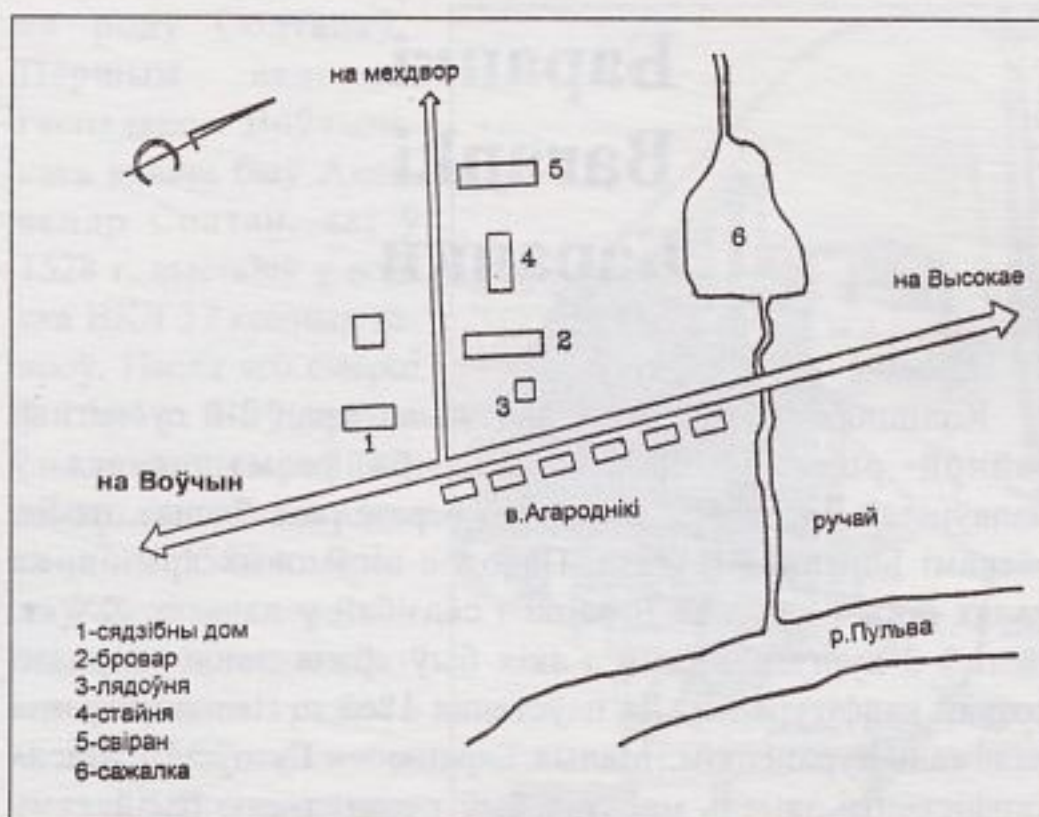 на мехдвор
5
4
6
на Высокае
2
3
1
на Воўчын
в.Агароднікі
ручай
р.Пульва
1-сядзібны дом
2-бровар
3-лядоўня
4-стайня
5-свіран
6-сажалка